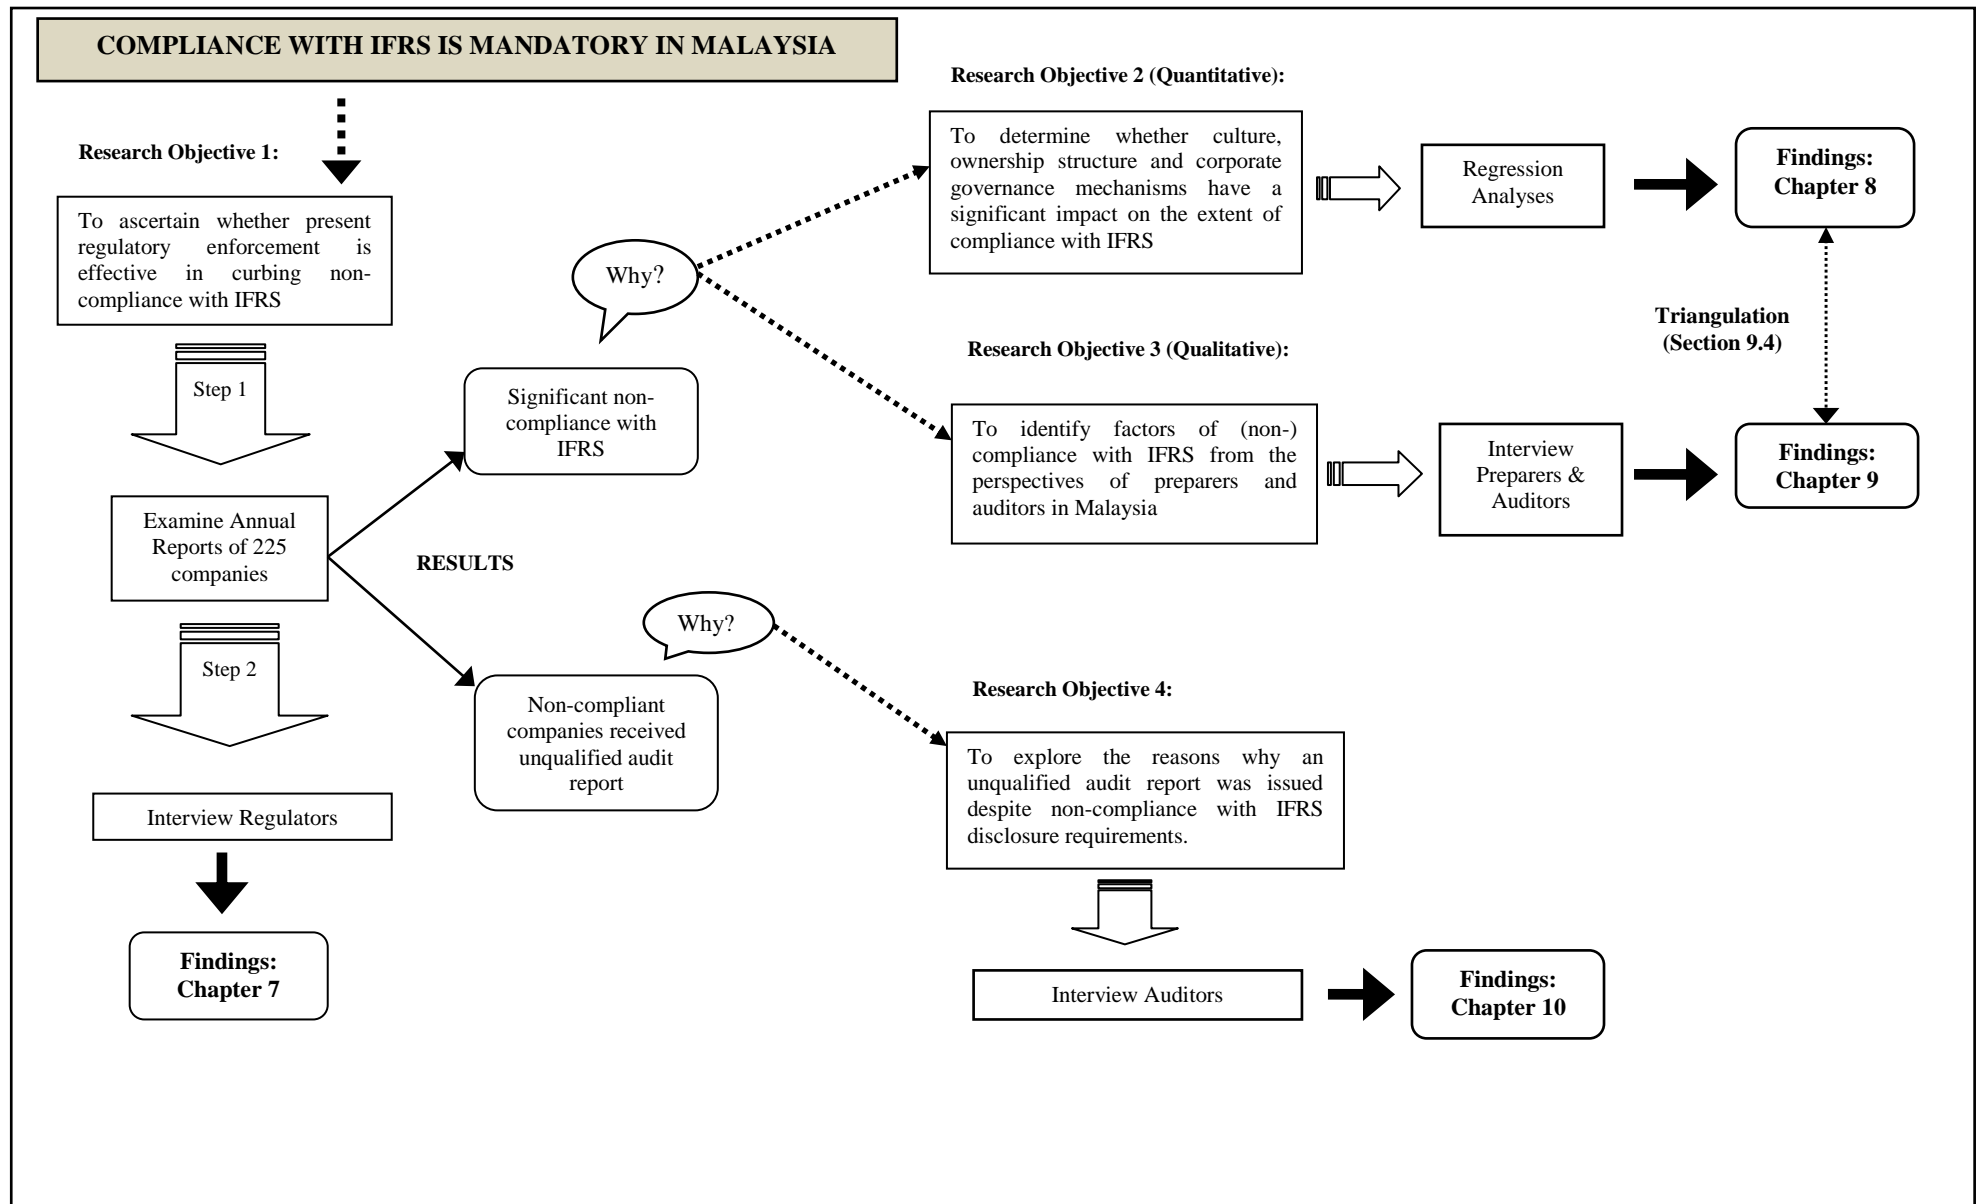 COMPLIANCE WITH IFRS IS MANDATORY IN MALAYSIA
Research Objective 1:
To ascertain whether present
regulatory enforcement is
effective in curbing non-
compliance with IFRS
Step 1
Examine Annual
Reports of 225
companies
Step 2
Interview Regulators
Findings:
Chapter 7
RESULTS
Significant non-
compliance with
IFRS
Why?
Non-compliant
companies received
unqualified audit
report
Why?
Research Objective 2 (Quantitative):
To determine whether culture,
ownership structure and corporate
governance mechanisms have a
significant impact on the extent of
compliance with IFRS
Regression
Analyses
Findings:
Chapter 8
Triangulation
(Section 9.4)
Research Objective 3 (Qualitative):
To identify factors of (non-)
compliance with IFRS from the
perspectives of preparers and
auditors in Malaysia
Interview
Preparers &
Auditors
Findings:
Chapter 9
Research Objective 4:
To explore the reasons why an
unqualified audit report was issued
despite non-compliance with IFRS
disclosure requirements.
Interview Auditors
Findings:
Chapter 10